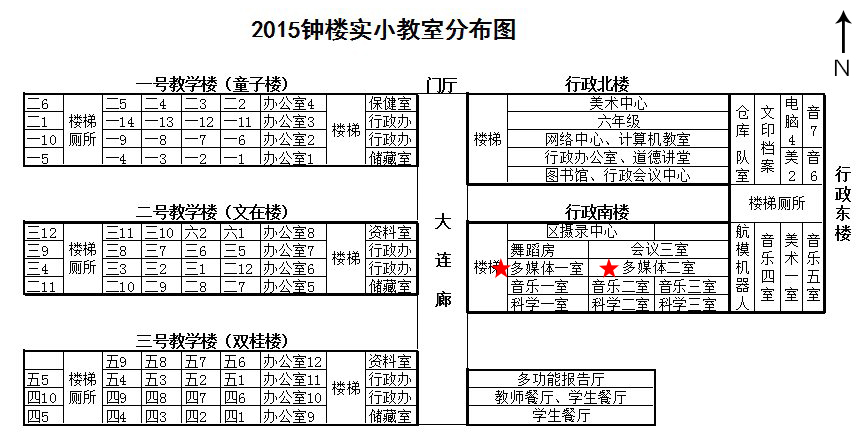 2015钟楼实小教室分布图
N
一号教学楼（童子楼） 门厅 行政北楼
二6 楼梯厕所 二5 二4 二3 二2 办公室4 楼梯 保健室
二1 一14 一13 一12 一11 办公室3 行政办
一10 一9 一8 一7 一6 办公室2 行政办
一5 一4 一3 一2 一1 办公室1 储藏室
楼梯 美术中心
六年级
网络中心、计算机教室
行政办公室、道德讲堂
图书馆、行政会议中心
仓库 队室 文印档案 电脑4 音7
美2 音6
楼梯厕所
行政东楼
大连廊
二号教学楼（文在楼） 行政南楼
三12 楼梯厕所 三11 三10 六2 六1 办公室8 楼梯 资料室
三9 三8 三7 三6 三5 办公室7 行政办
三4 三3 三2 三1 二12 办公室6 行政办
二11 二10 二9 二8 二7 办公室5 储藏室
楼梯 区摄录中心
舞蹈房 会议三室
多媒体一室 多媒体二室
音乐一室 音乐二室 音乐三室
科学一室 科学二室 科学三室
航模机器人 音乐四室 美术一室 音乐五室
三号教学楼（双桂楼）
楼梯厕所 五9 五8 五7 五6 办公室12 楼梯 资料室
五5 五4 五3 五2 五1 办公室11 行政办
四10 四9 四8 四7 四6 办公室10 行政办
四5 四4 四3 四2 四1 办公室9 储藏室
多功能报告厅
教师餐厅、学生餐厅
学生餐厅